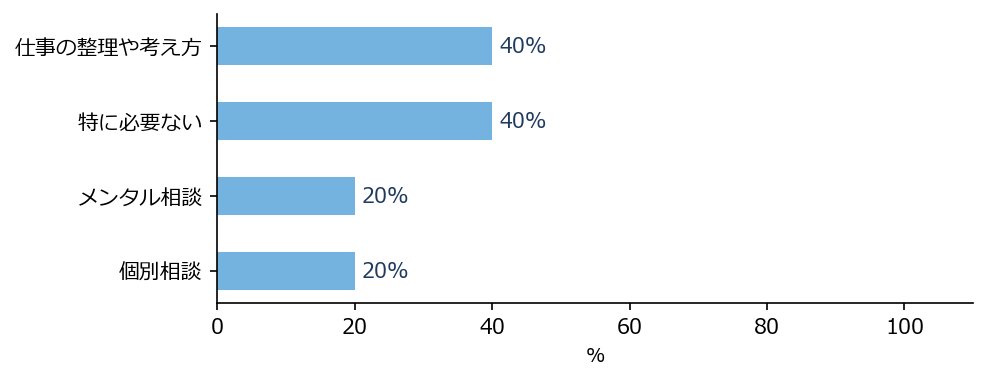 仕事の整理や考え方 40%
特に必要ない 40%
メンタル相談 20%
個別相談 20%
0 20 40 60 80 100
%